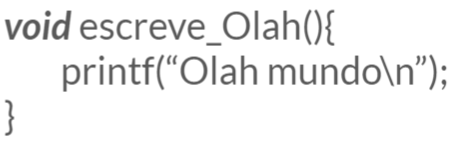 void escreve_Olah(){
printf(“Olah mundo\n”);
}